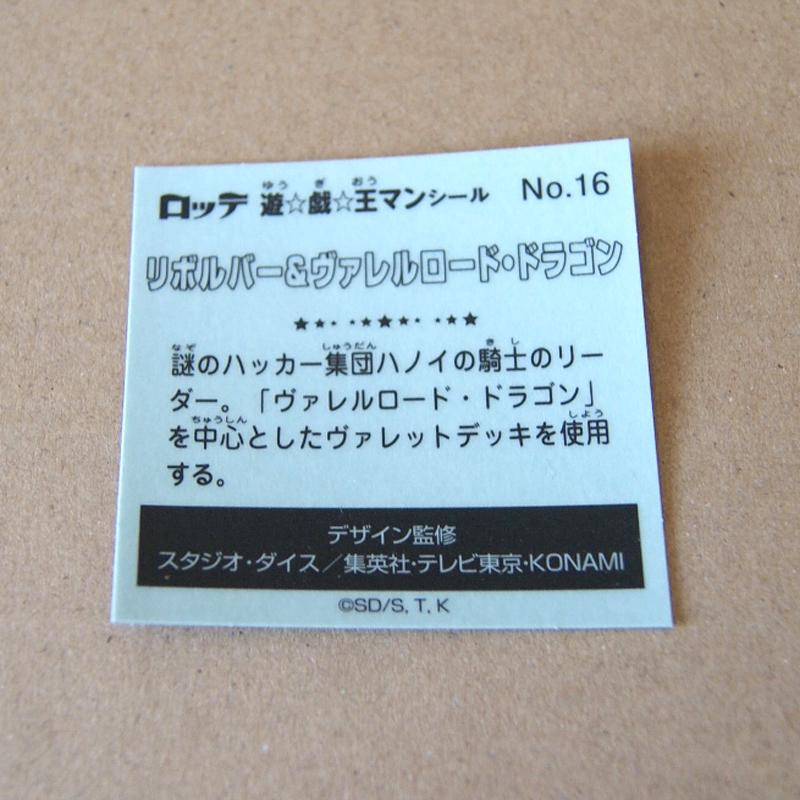 ロッテ 遊☆戯☆王マンシール No.16
リボルバー&ヴァレルロード・ドラゴン
謎のハッカー集団ハノイの騎士のリー
ダー。「ヴァレルロード・ドラゴン」
を中心としたヴァレットデッキを使用
する。
デザイン監修
スタジオ・ダイス/集英社・テレビ東京・KONAMI
©SD/S, T, K